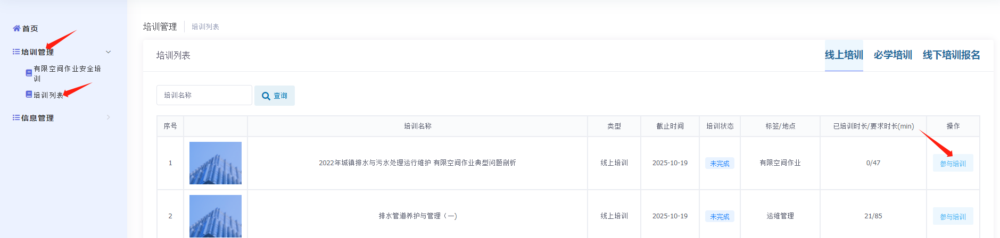 首页
培训管理
有限空间作业安全培
训
培训列表
信息管理
培训管理 培训列表
培训列表 线上培训 必学培训 线下培训报名
培训名称 查询
序号 培训名称 类型 截止时间 培训状态 标签/地点 已培训时长/要求时长(min) 操作
1 2022年城镇排水与污水处理运行维护 有限空间作业典型问题剖析 线上培训 2025-10-19 未完成 有限空间作业 0/47 参与培训
2 排水管道养护与管理（一) 线上培训 2025-10-19 未完成 运维管理 21/85 参与培训